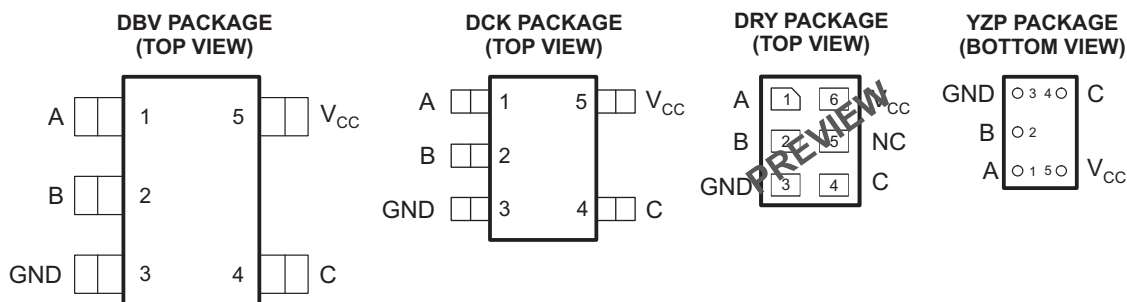 DBV PACKAGE
(TOP VIEW)
A 1 5 VCC
B 2
GND 3 4 C
DCK PACKAGE
(TOP VIEW)
A 1 5 VCC
B 2
GND 3 4 C
DRY PACKAGE
(TOP VIEW)
A 1 6 VCC
B 2 5 NC
GND 3 4 C
PREVIEW
YZP PACKAGE
(BOTTOM VIEW)
GND 3 4 C
B 2
A 1 5 VCC